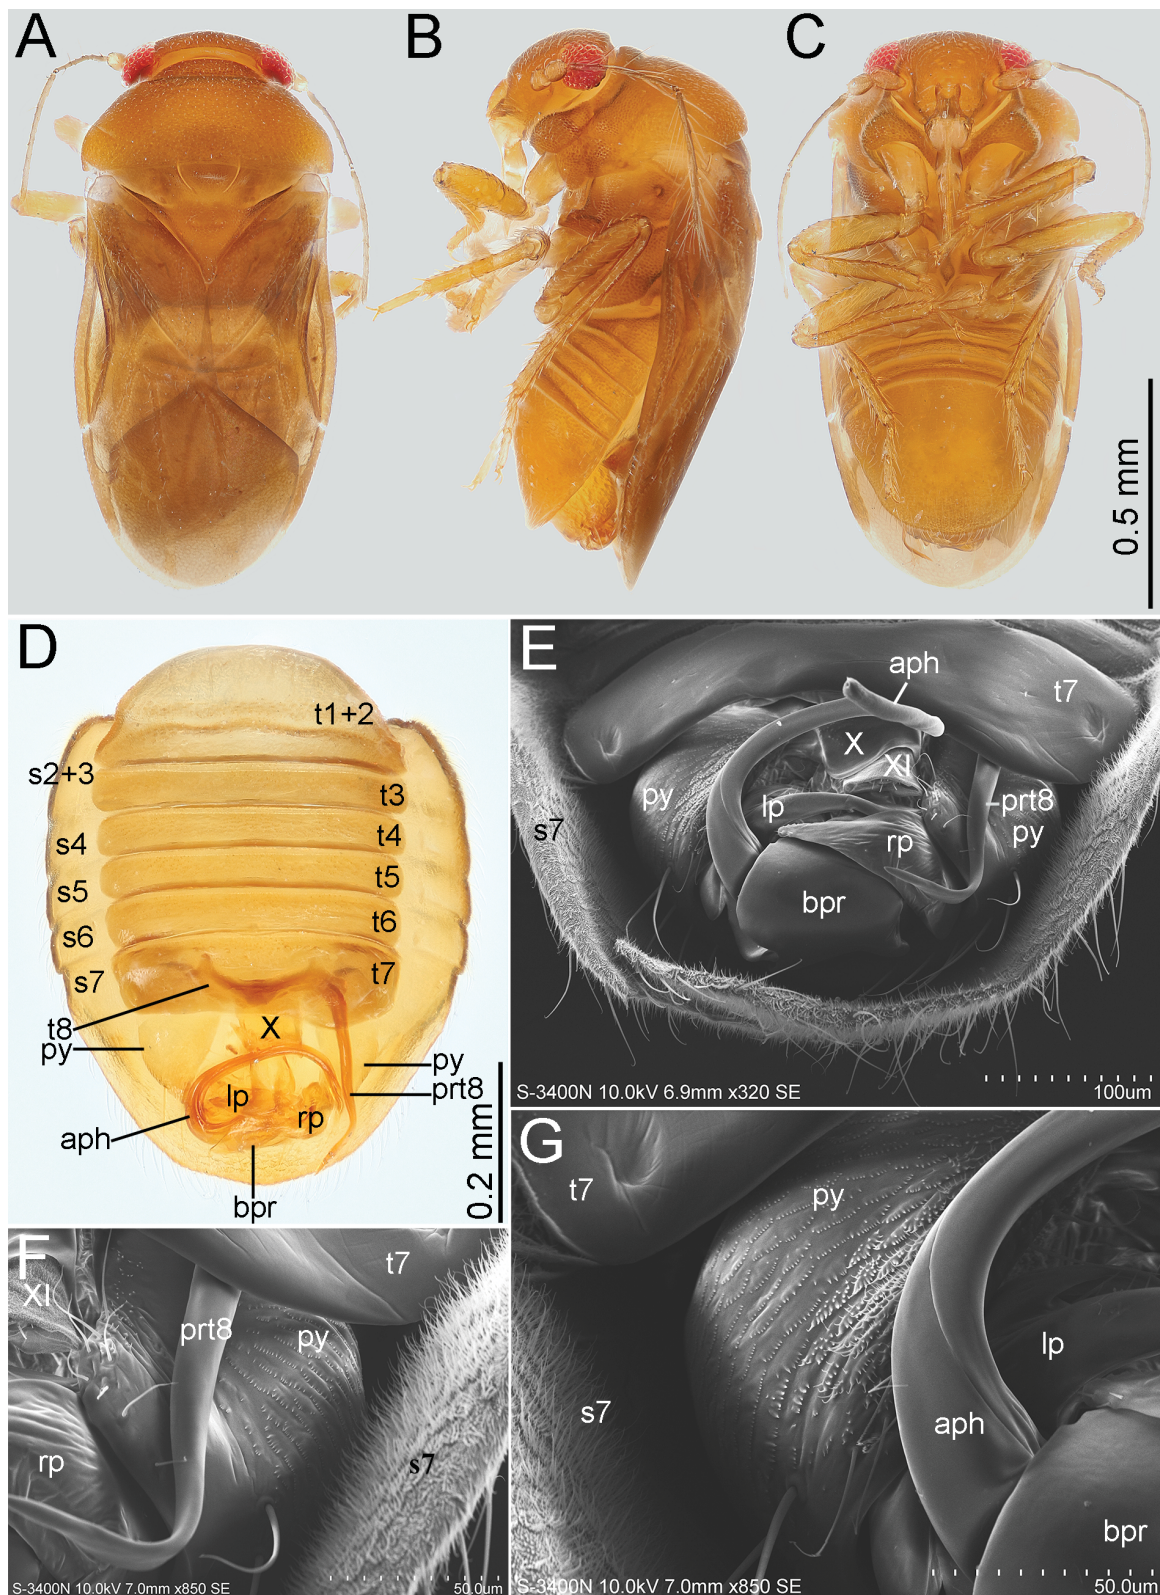 A
B
C
0.5 mm
D
t1+2
s2+3
t3
s4
t4
s5
t5
s6
t6
s7
t7
t8
X
py
py
prt8
lp
rp
aph
bpr
0.2 mm
E
aph
t7
X
XI
py
lp
prt8
py
s7
rp
bpr
S-3400N 10.0kV 6.9mm x320 SE
100um
F
XI
t7
prt8
py
rp
s7
S-3400N 10.0kV 7.0mm x850 SE
50.0um
G
t7
py
lp
s7
aph
bpr
S-3400N 10.0kV 7.0mm x850 SE
50.0um